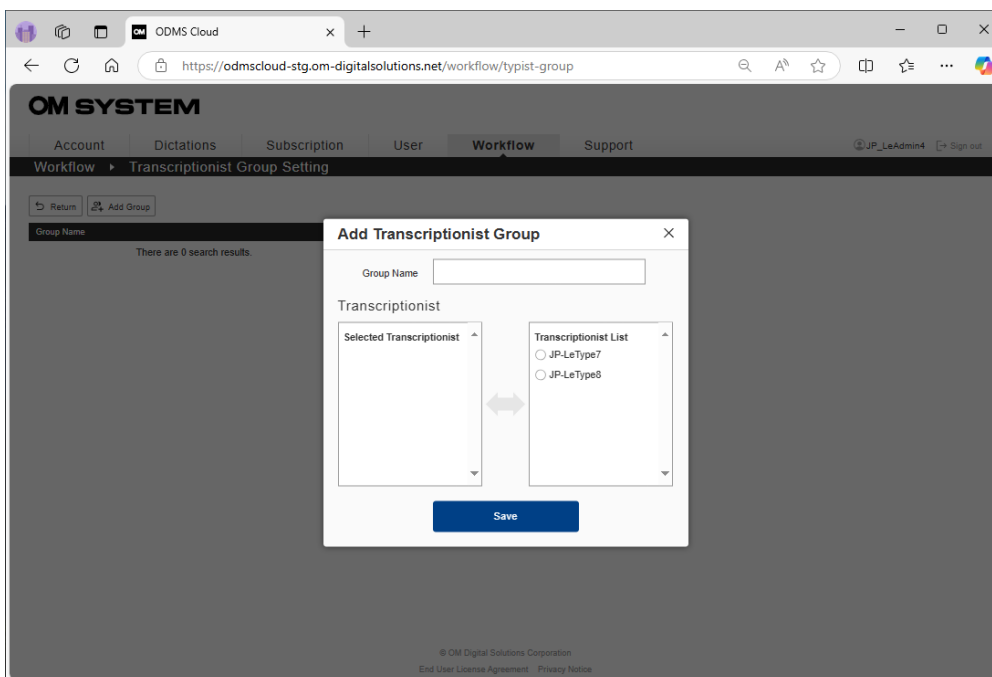 OM ODMS Cloud
https://odmscloud-stg.om-digitalsolutions.net/workflow/typist-group
OM SYSTEM
Account Dictations Subscription User Workflow Support JP_LeAdmin4 Sign out
Workflow Transcriptionist Group Setting
Return Add Group
Group Name
There are 0 search results.
Add Transcriptionist Group
Group Name
Transcriptionist
Selected Transcriptionist
Transcriptionist List
JP-LeType7
JP-LeType8
Save
© OM Digital Solutions Corporation
End User License Agreement Privacy Notice